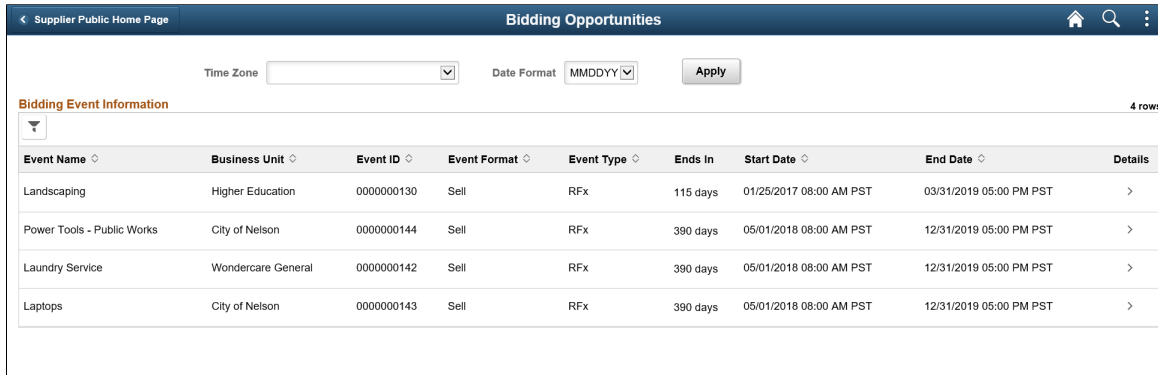 Supplier Public Home Page Bidding Opportunities
Time Zone Date Format MMDDYY Apply
Bidding Event Information 4 rows
Event Name Business Unit Event ID Event Format Event Type Ends In Start Date End Date Details
Landscaping Higher Education 0000000130 Sell RFx 115 days 01/25/2017 08:00 AM PST 03/31/2019 05:00 PM PST
Power Tools - Public Works City of Nelson 0000000144 Sell RFx 390 days 05/01/2018 08:00 AM PST 12/31/2019 05:00 PM PST
Laundry Service Wondercare General 0000000142 Sell RFx 390 days 05/01/2018 08:00 AM PST 12/31/2019 05:00 PM PST
Laptops City of Nelson 0000000143 Sell RFx 390 days 05/01/2018 08:00 AM PST 12/31/2019 05:00 PM PST